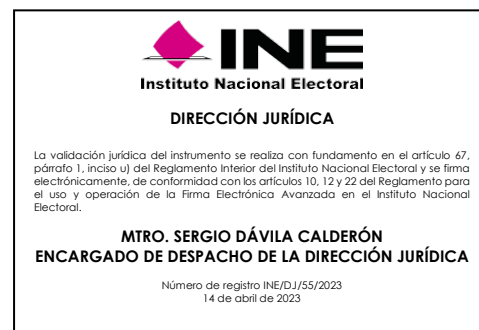 INE
Instituto Nacional Electoral
DIRECCIÓN JURÍDICA
La validación jurídica del instrumento se realiza con fundamento en el artículo 67,
párrafo 1, inciso u) del Reglamento Interior del Instituto Nacional Electoral y se firma
electrónicamente, de conformidad con los artículos 10, 12 y 22 del Reglamento para
el uso y operación de la Firma Electrónica Avanzada en el Instituto Nacional
Electoral.
MTRO. SERGIO DÁVILA CALDERÓN
ENCARGADO DE DESPACHO DE LA DIRECCIÓN JURÍDICA
Número de registro INE/DJ/55/2023
14 de abril de 2023